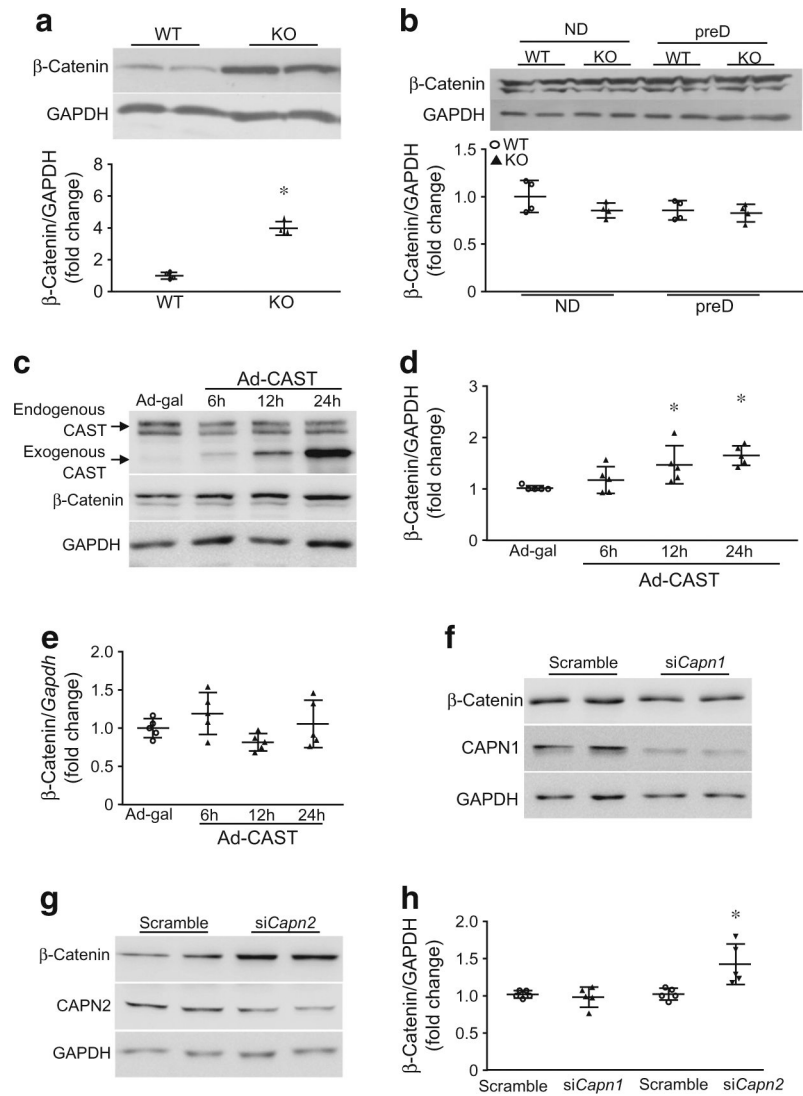 a
WT KO
β-Catenin
GAPDH
β-Catenin/GAPDH
(fold change)
8
6
4
2
0
*
WT KO
b
ND preD
WT KO WT KO
β-Catenin
GAPDH
β-Catenin/GAPDH
(fold change)
1.5
1.0
0.5
0
WT
KO
ND preD
c
Ad-CAST
Ad-gal 6h 12h 24h
Endogenous
CAST
Exogenous
CAST
β-Catenin
GAPDH
d
β-Catenin/GAPDH
(fold change)
3
2
1
0
* *
Ad-gal 6h 12h 24h
Ad-CAST
e
β-Catenin/Gapdh
(fold change)
2.0
1.5
1.0
0.5
0
Ad-gal 6h 12h 24h
Ad-CAST
f
Scramble siCapn1
β-Catenin
CAPN1
GAPDH
g
Scramble siCapn2
β-Catenin
CAPN2
GAPDH
h
β-Catenin/GAPDH
(fold change)
2.0
1.5
1.0
0.5
0
*
Scramble siCapn1 Scramble siCapn2